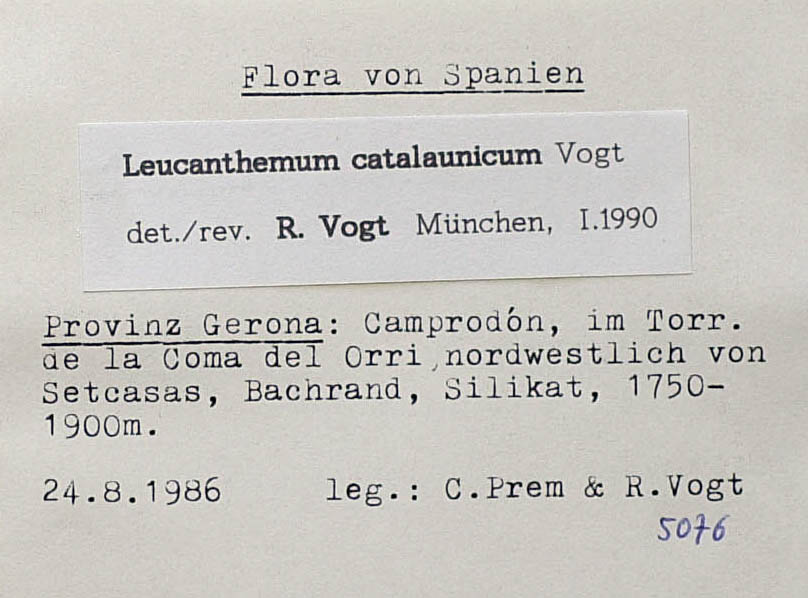 Flora von Spanien
Leucanthemum catalaunicum Vogt
det./rev. R. Vogt München, I.1990
Provinz Gerona: Camprodón, im Torr.
de la Coma del Orri,nordwestlich von
Setcasas, Bachrand, Silikat, 1750-
1900m.
24.8.1986 leg.: C.Prem & R.Vogt
5076